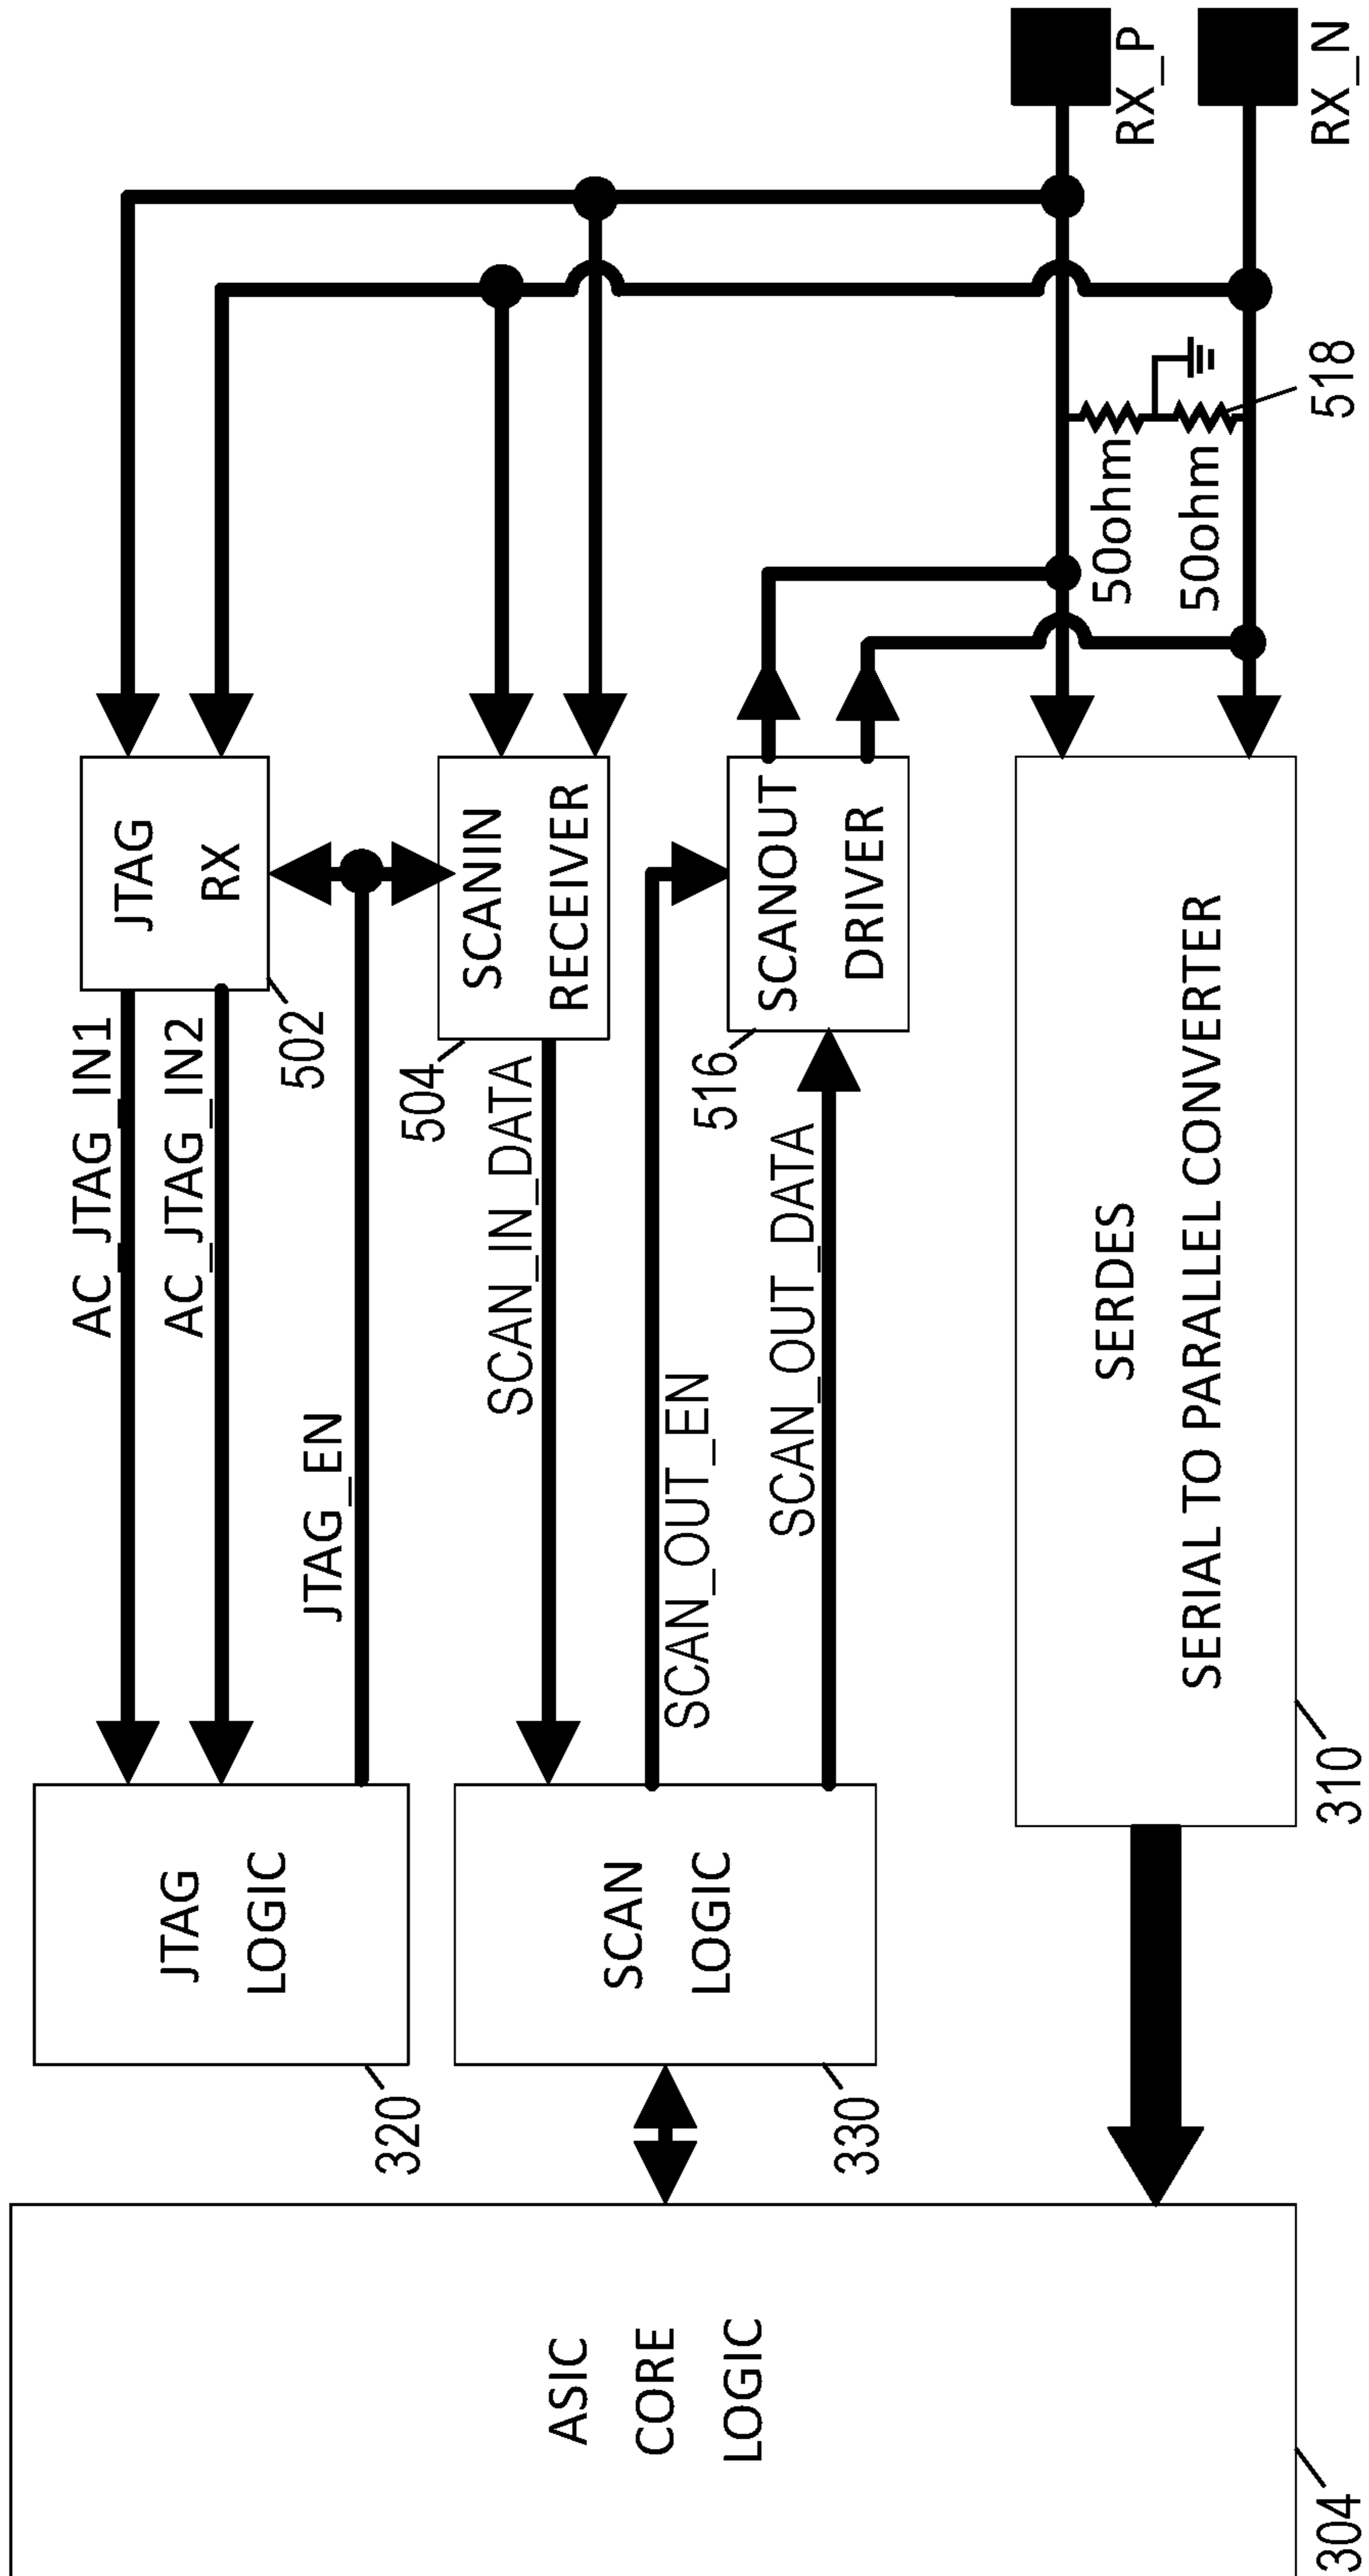 ASIC
CORE
LOGIC
304
JTAG
LOGIC
320
SCAN
LOGIC
330
AC_JTAG_IN1
AC_JTAG_IN2
JTAG_EN
SCAN_IN_DATA
SCAN_OUT_EN
SCAN_OUT_DATA
JTAG
RX
502
SCANIN
RECEIVER
504
SCANOUT
DRIVER
516
SERDES
SERIAL TO PARALLEL CONVERTER
310
50ohm
50ohm
518
RX_P
RX_N